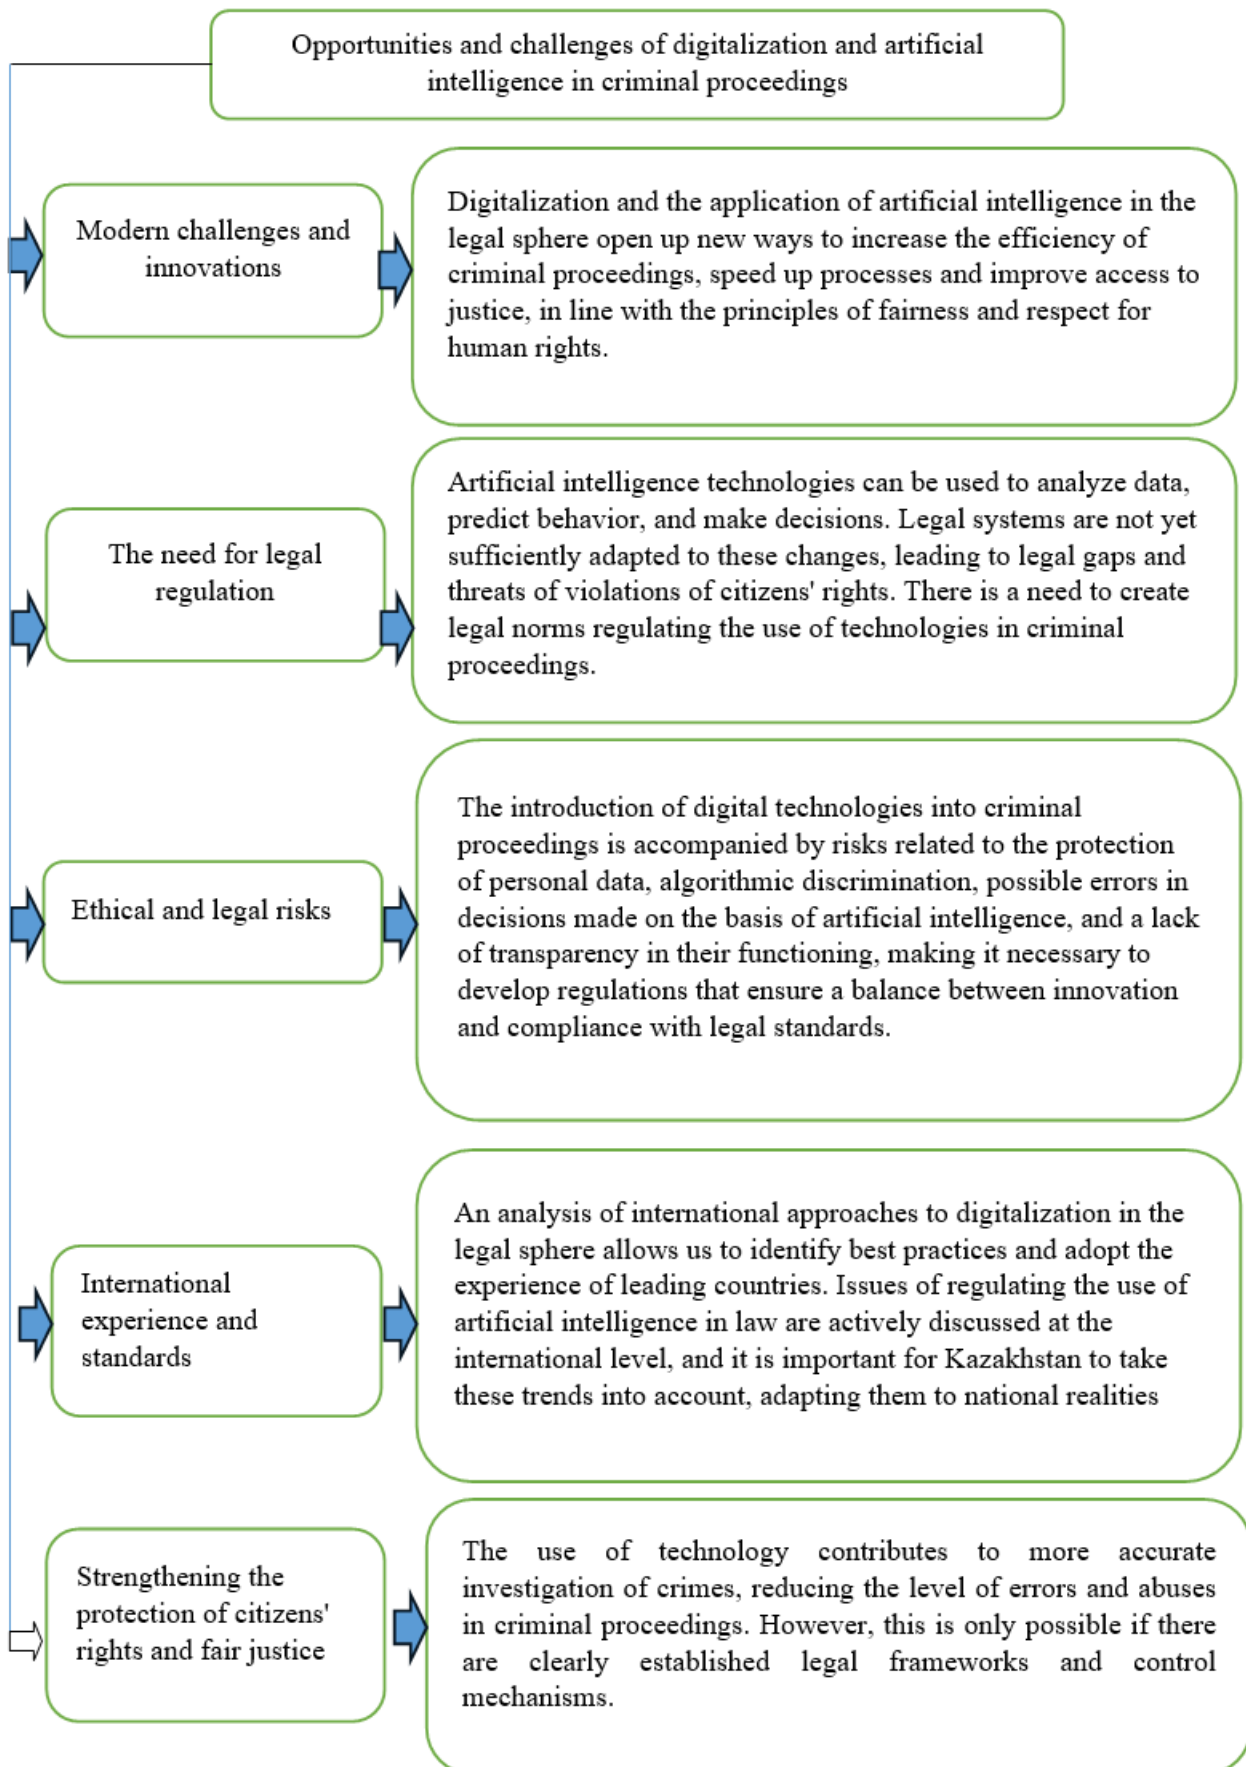 Opportunities and challenges of digitalization and artificial
intelligence in criminal proceedings
Modern challenges and
innovations
Digitalization and the application of artificial intelligence in the
legal sphere open up new ways to increase the efficiency of
criminal proceedings, speed up processes and improve access to
justice, in line with the principles of fairness and respect for
human rights.
The need for legal
regulation
Artificial intelligence technologies can be used to analyze data,
predict behavior, and make decisions. Legal systems are not yet
sufficiently adapted to these changes, leading to legal gaps and
threats of violations of citizens' rights. There is a need to create
legal norms regulating the use of technologies in criminal
proceedings.
Ethical and legal risks
The introduction of digital technologies into criminal
proceedings is accompanied by risks related to the protection
of personal data, algorithmic discrimination, possible errors in
decisions made on the basis of artificial intelligence, and a lack
of transparency in their functioning, making it necessary to
develop regulations that ensure a balance between innovation
and compliance with legal standards.
International
experience and
standards
An analysis of international approaches to digitalization in the
legal sphere allows us to identify best practices and adopt the
experience of leading countries. Issues of regulating the use of
artificial intelligence in law are actively discussed at the
international level, and it is important for Kazakhstan to take
these trends into account, adapting them to national realities
Strengthening the
protection of citizens'
rights and fair justice
The use of technology contributes to more accurate
investigation of crimes, reducing the level of errors and abuses
in criminal proceedings. However, this is only possible if there
are clearly established legal frameworks and control
mechanisms.